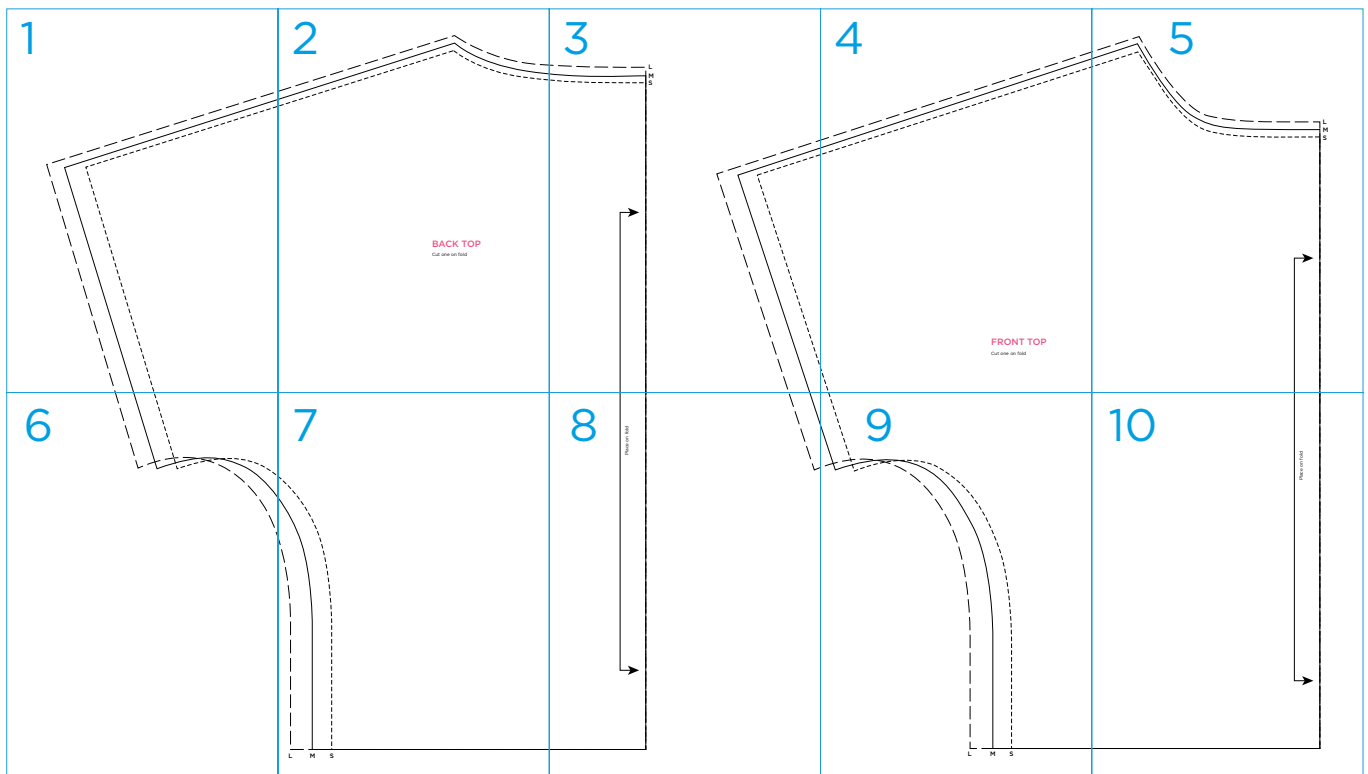 1
2
3
4
5
L
M
S
L
M
S
BACK TOP
Cut one on fold
FRONT TOP
Cut one on fold
6
7
8
9
10
Place on fold
Place on fold
L
M
S
L
M
S